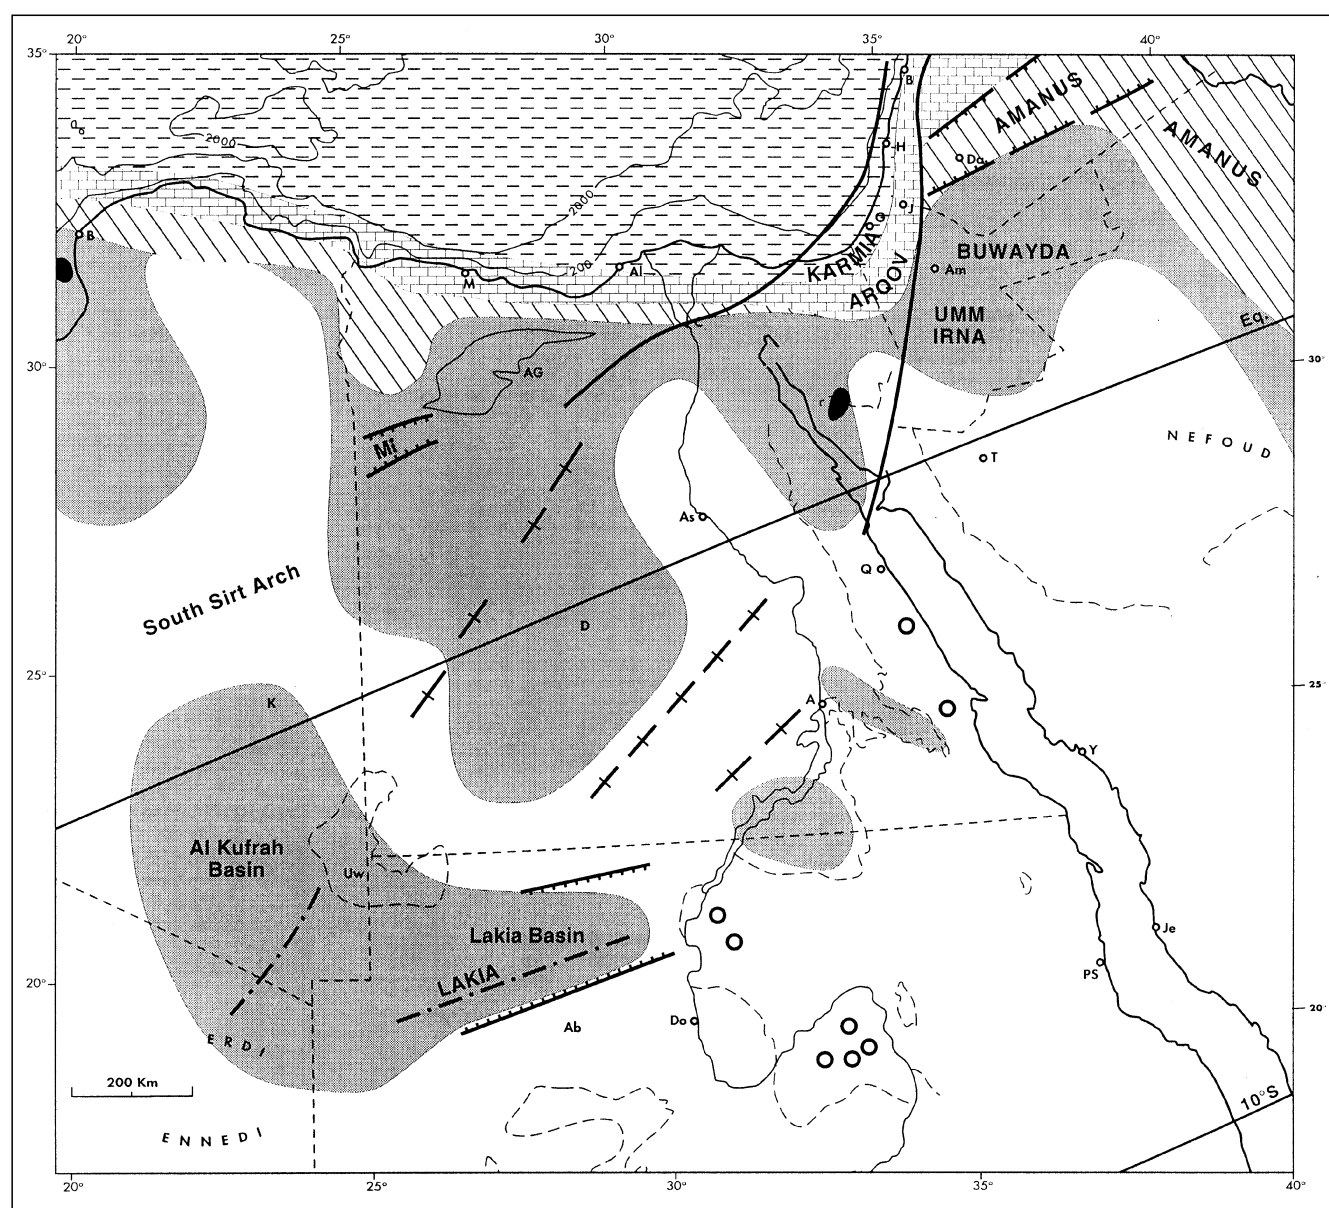 20° 25° 30° 35° 40°
35°
B
AMANUS
2000
H
Da
AMANUS
2000
J
G
B
BUWAYDA
KARMIA
Al
200
Am
M
ARQOV
UMM
IRNA
Eq.
30°
30°
AG
NEFOUD
Mi
T
As
Q
South Sirt Arch
D
25°
25°
K
A
Y
Al Kufrah
Basin
Uw
Lakia Basin
Je
LAKIA
PS
20°
20°
Do
Ab
ERDI
200 Km
10°S
ENNEDI
20° 25° 30° 35° 40°